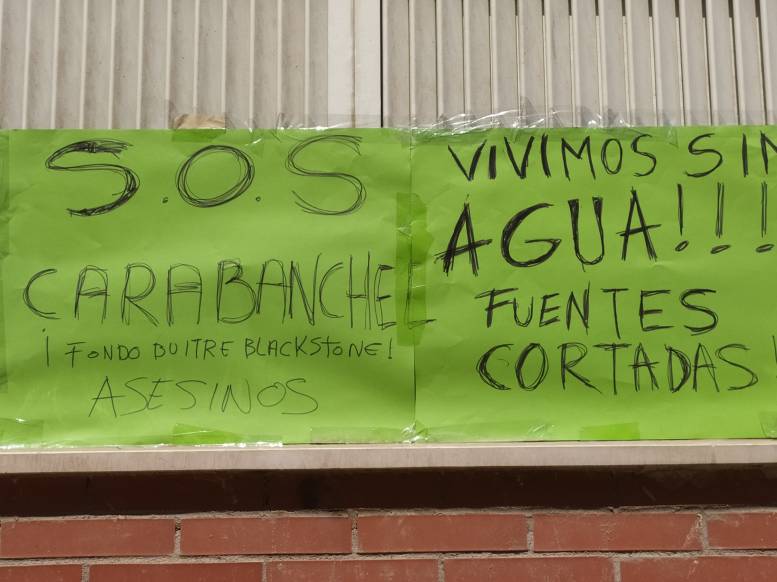 S.O.S
CARABANCHEL
¡FONDO BUITRE BLACKSTONE!
ASESINOS
VIVIMOS SIN
AGUA!!!
FUENTES
CORTADAS!